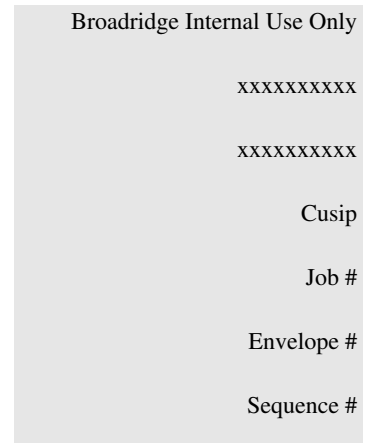 Broadridge Internal Use Only
xxxxxxxxxx
xxxxxxxxxx
Cusip
Job #
Envelope #
Sequence #